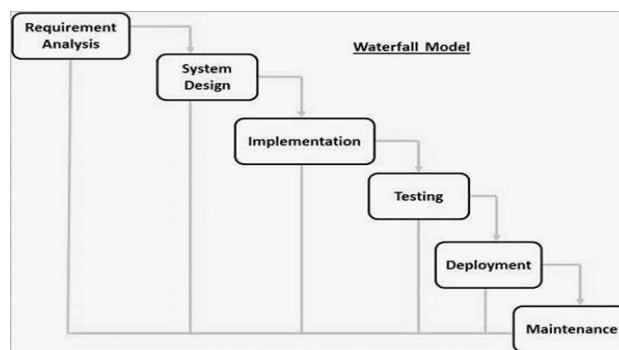 Requirement
Analysis
Waterfall Model
System
Design
Implementation
Testing
Deployment
Maintenance